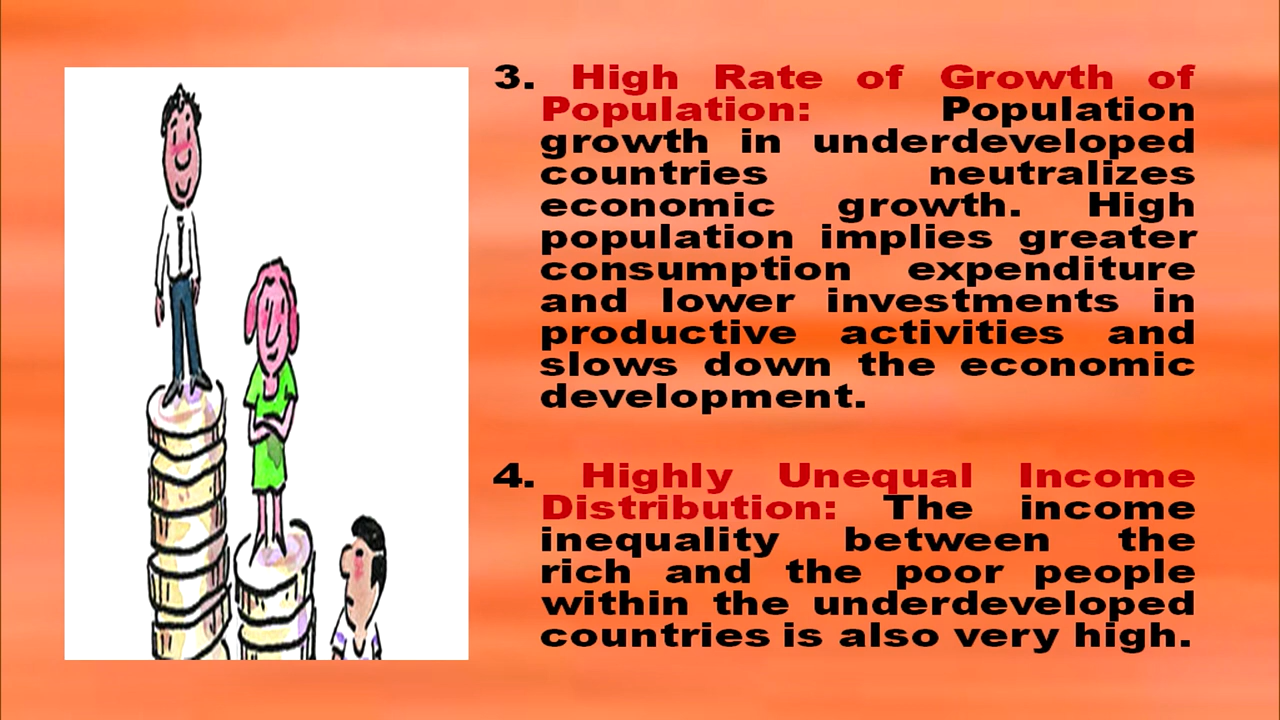 3. High Rate of Growth of
Population: Population
growth in underdeveloped
countries neutralizes
economic growth. High
population implies greater
consumption expenditure
and lower investments in
productive activities and
slows down the economic
development.
4. Highly Unequal Income
Distribution: The income
inequality between the
rich and the poor people
within the underdeveloped
countries is also very high.